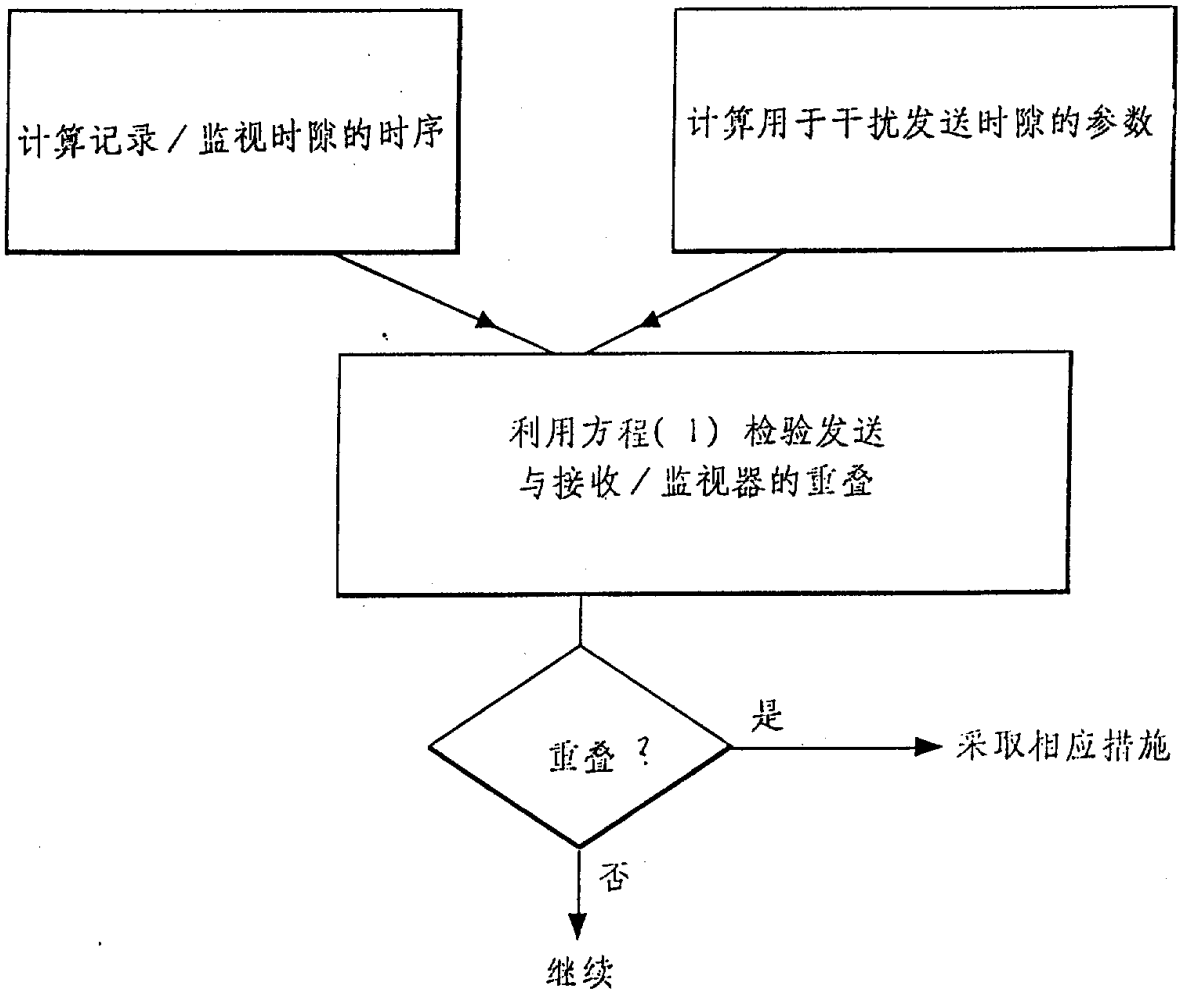 计算记录/监视时隙的时序
计算用于干扰发送时隙的参数
利用方程(1)检验发送
与接收/监视器的重叠
重叠?
是
采取相应措施
否
继续